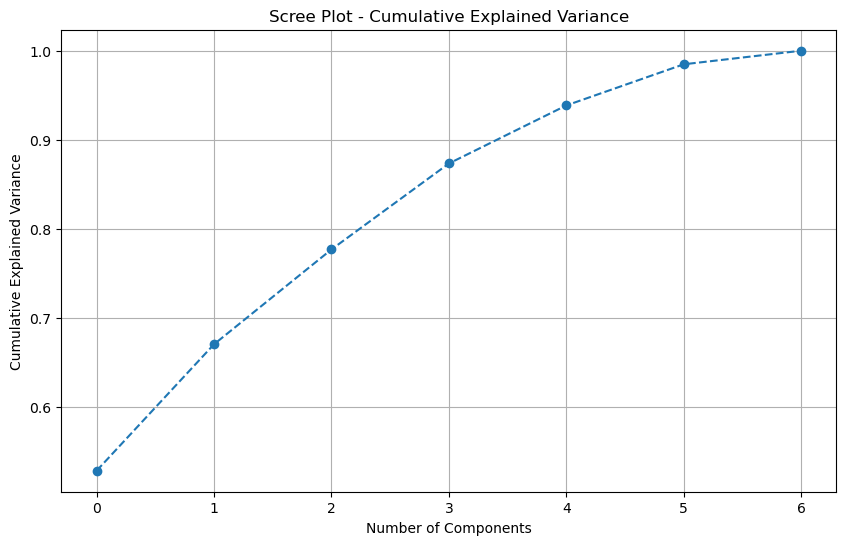 Scree Plot - Cumulative Explained Variance
Cumulative Explained Variance
1.0
0.9
0.8
0.7
0.6
0 1 2 3 4 5 6
Number of Components